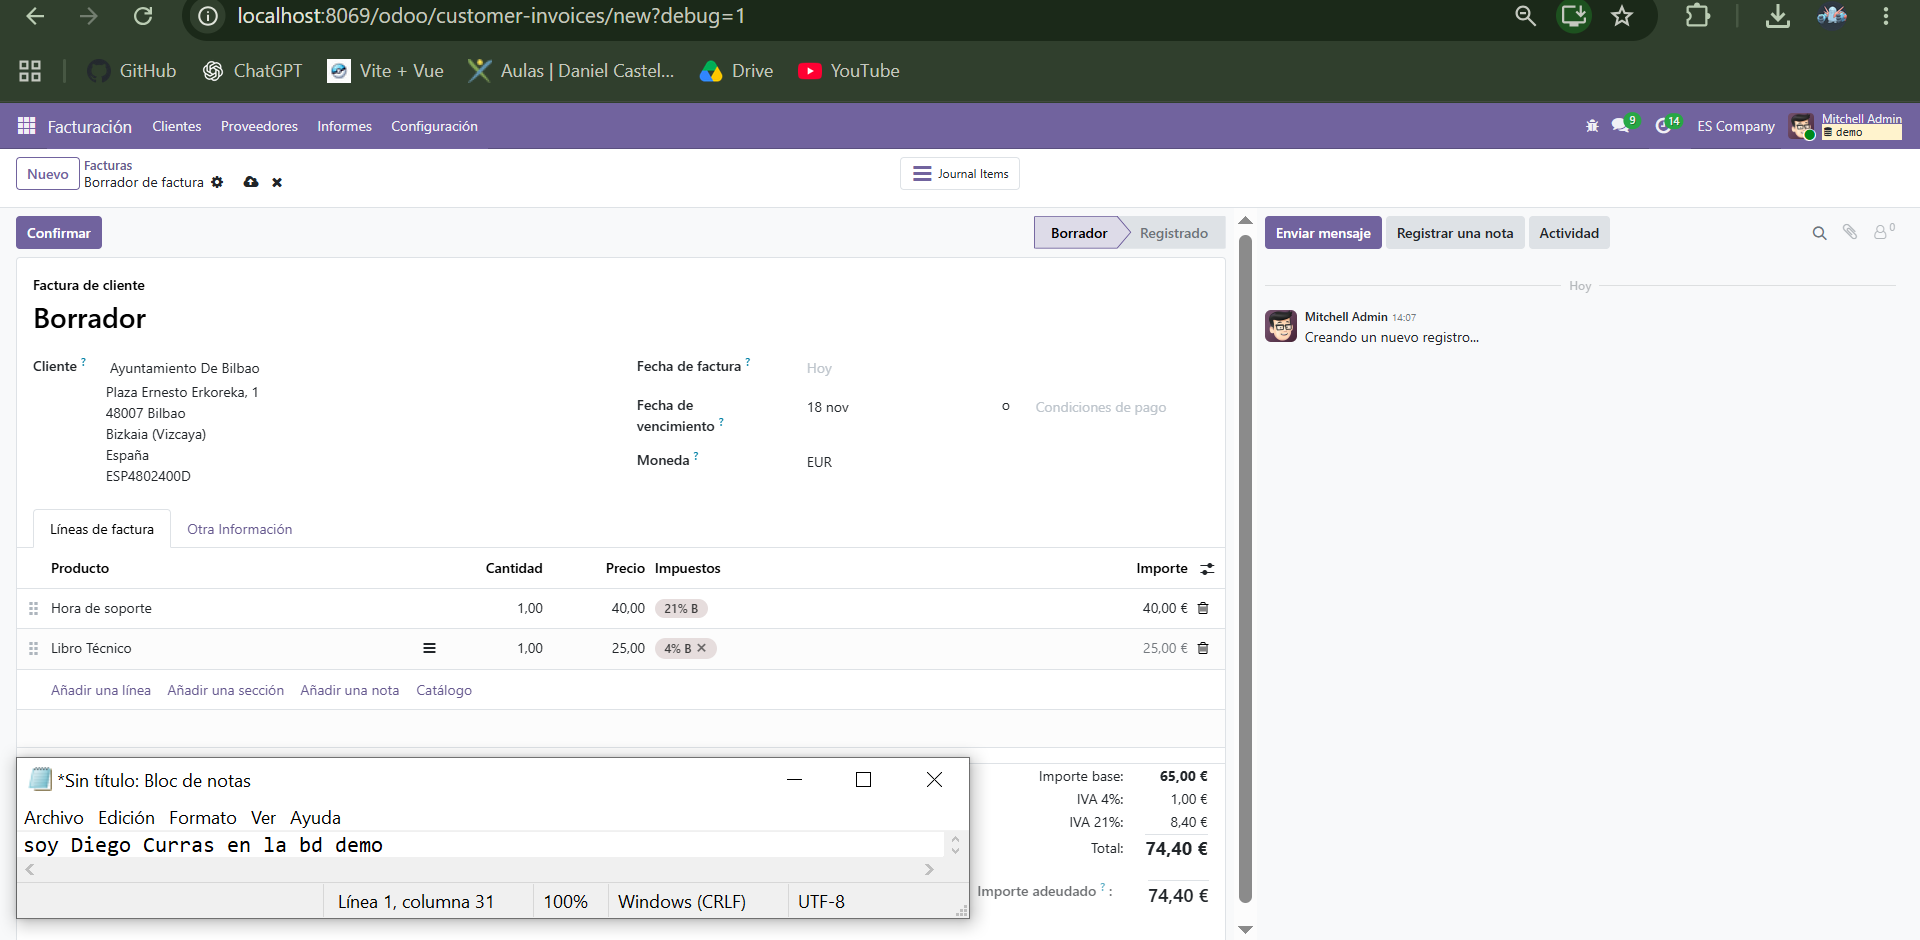 localhost:8069/odoo/customer-invoices/new?debug=1
GitHub ChatGPT Vite + Vue Aulas | Daniel Castel... Drive YouTube
Facturación Clientes Proveedores Informes Configuración 9 14 ES Company Mitchell Admin
demo
Nuevo Facturas
Borrador de factura
Journal Items
Confirmar Borrador Registrado Enviar mensaje Registrar una nota Actividad 0
Factura de cliente
Borrador
Cliente ? Ayuntamiento De Bilbao
Plaza Ernesto Erkoreka, 1
48007 Bilbao
Bizkaia (Vizcaya)
España
ESP4802400D
Fecha de factura ? Hoy
Fecha de vencimiento ? 18 nov o Condiciones de pago
Moneda ? EUR
Hoy
Mitchell Admin 14:07
Creando un nuevo registro...
Líneas de factura Otra Información
Producto Cantidad Precio Impuestos Importe
Hora de soporte 1,00 40,00 21% B 40,00 €
Libro Técnico 1,00 25,00 4% B 25,00 €
Añadir una línea Añadir una sección Añadir una nota Catálogo
Importe base: 65,00 €
IVA 4%: 1,00 €
IVA 21%: 8,40 €
Total: 74,40 €
Importe adeudado ? : 74,40 €
*Sin título: Bloc de notas
Archivo Edición Formato Ver Ayuda
soy Diego Curras en la bd demo
Línea 1, columna 31 100% Windows (CRLF) UTF-8